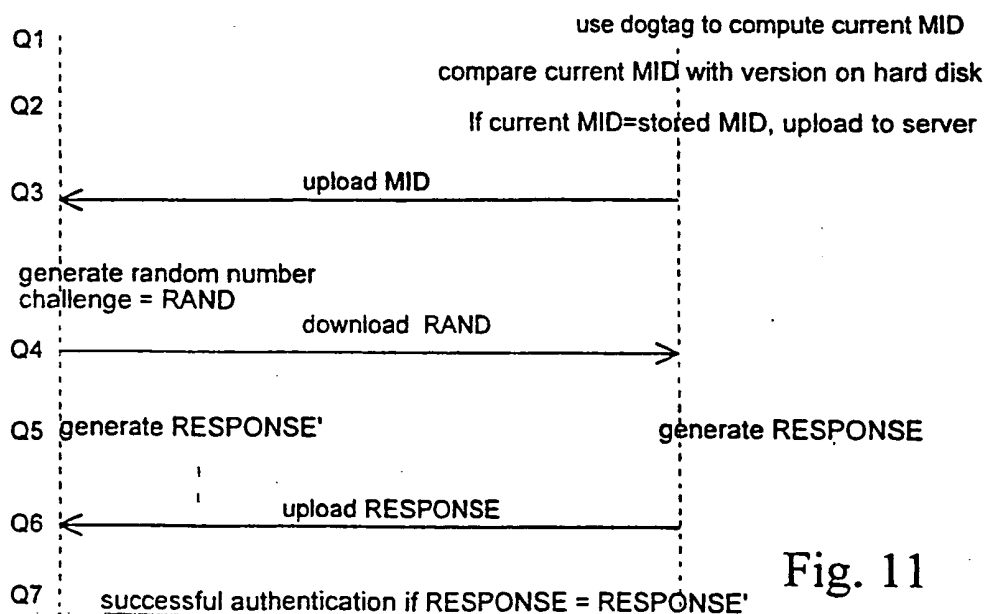 Q1 use dogtag to compute current MID
compare current MID with version on hard disk
Q2
If current MID=stored MID, upload to server
Q3 upload MID
generate random number
challenge = RAND
download RAND
Q4
Q5 generate RESPONSE' generate RESPONSE
upload RESPONSE
Q6
Fig. 11
Q7 successful authentication if RESPONSE = RESPONSE'